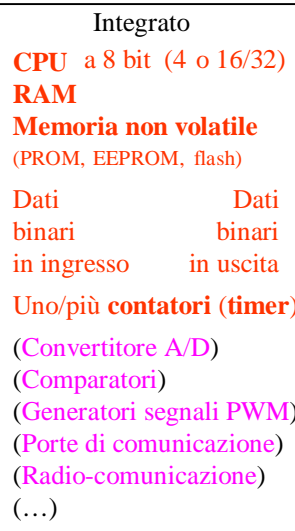 Integrato
CPU a 8 bit (4 o 16/32)
RAM
Memoria non volatile
(PROM, EEPROM, flash)
Dati Dati
binari binari
in ingresso in uscita
Uno/più contatori (timer)
(Convertitore A/D)
(Comparatori)
(Generatori segnali PWM)
(Porte di comunicazione)
(Radio-comunicazione)
(…)